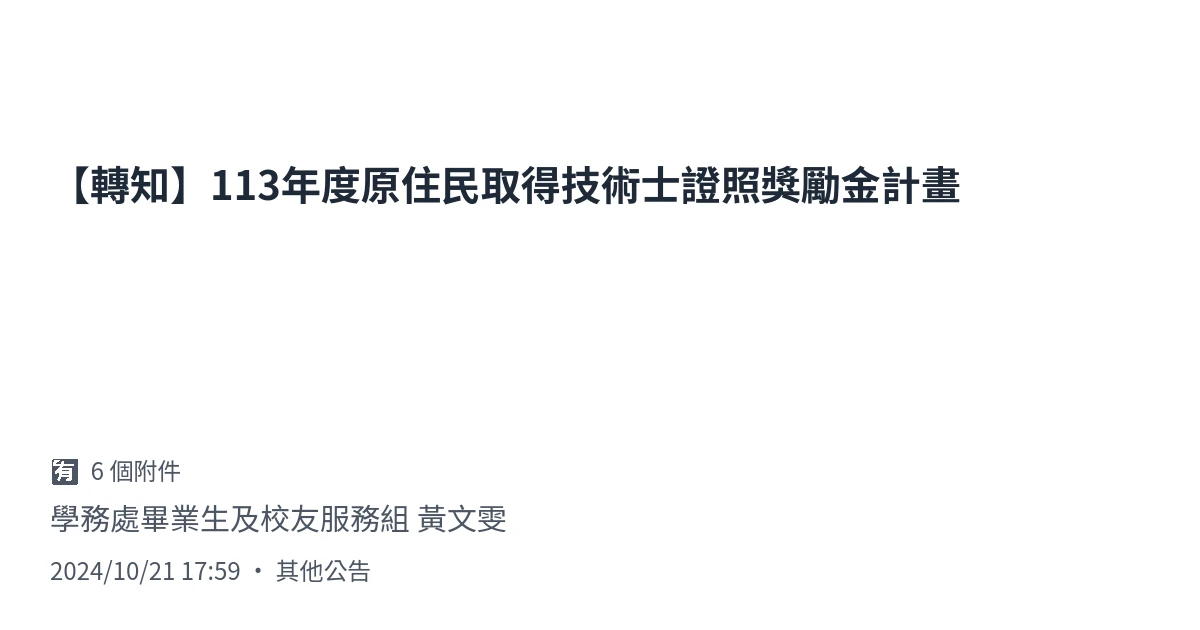 【轉知】113年度原住民取得技術士證照獎勵金計畫
🈶 6 個附件
學務處畢業生及校友服務組 黃文雯
2024/10/21 17:59 • 其他公告